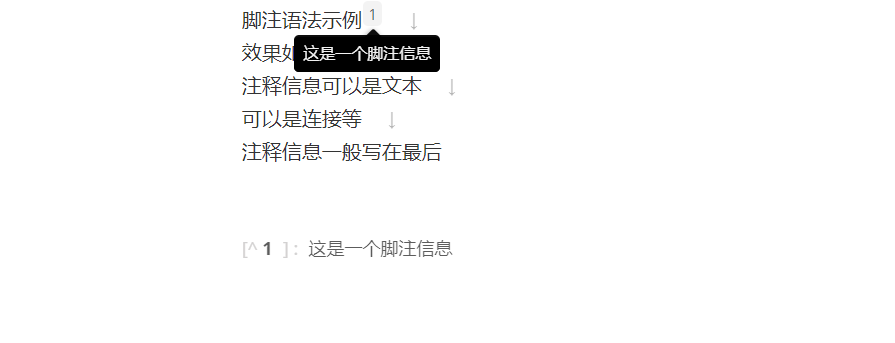 脚注语法示例1 ↓
效果如
这是一个脚注信息
注释信息可以是文本 ↓
可以是连接等 ↓
注释信息一般写在最后
[^ 1 ] : 这是一个脚注信息